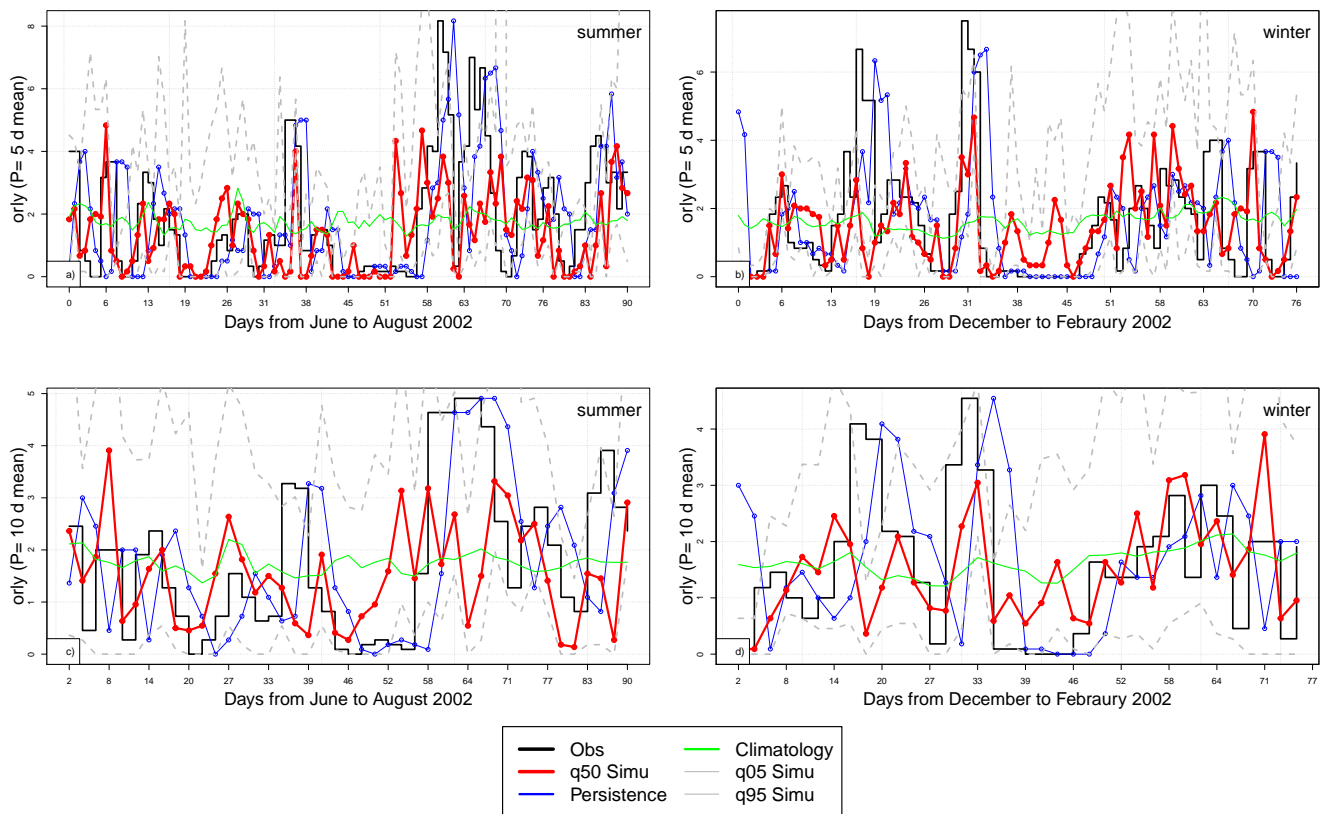 summer
only (P= 5 d mean)
0 2 4 6 8
a)
0 6 13 19 26 31 38 45 51 58 64 70 76 83 90
Days from June to August 2002
winter
only (P= 5 d mean)
0 2 4 6
b)
0 6 13 19 26 31 38 45 51 58 63 70 76
Days from December to Febraury 2002
summer
only (P= 10 d mean)
0 1 2 3 4 5
c)
2 8 14 20 27 33 39 46 52 58 64 71 77 83 90
Days from June to August 2002
winter
only (P= 10 d mean)
0 1 2 3 4
d)
2 8 14 20 27 33 39 46 52 58 64 71 77
Days from December to Febraury 2002
Obs
q50 Simu
Persistence
Climatology
q05 Simu
q95 Simu